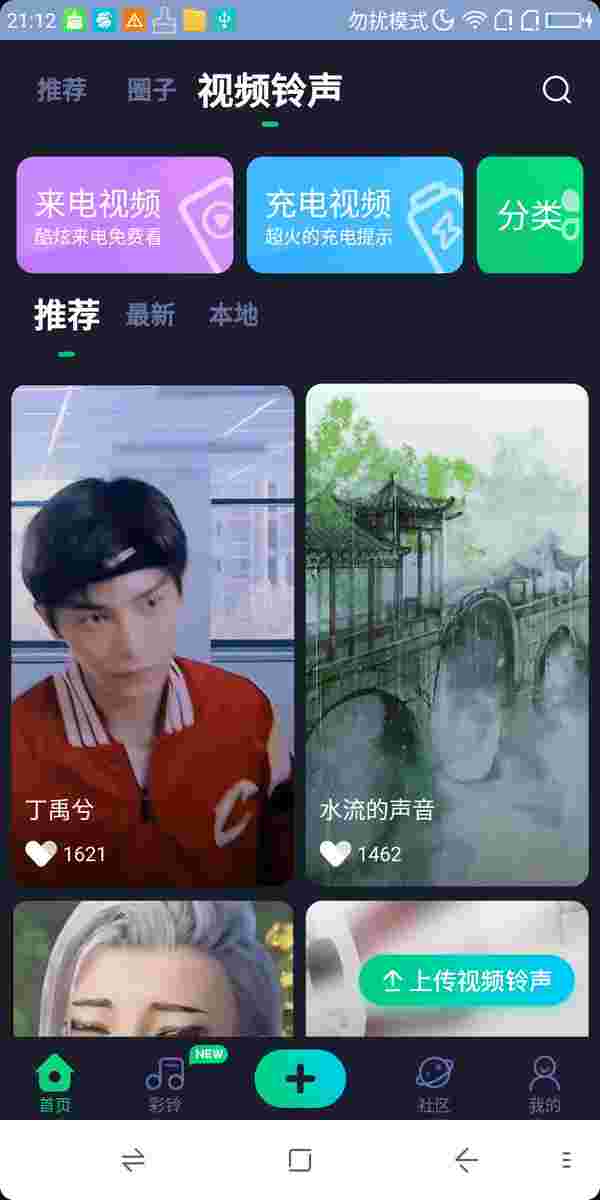 21:12
勿扰模式
推荐 圈子 视频铃声
来电视频
酷炫来电免费看
充电视频
超火的充电提示
分类
推荐 最新 本地
丁禹兮
1621
水流的声音
1462
上传视频铃声
NEW
首页 彩铃 社区 我的